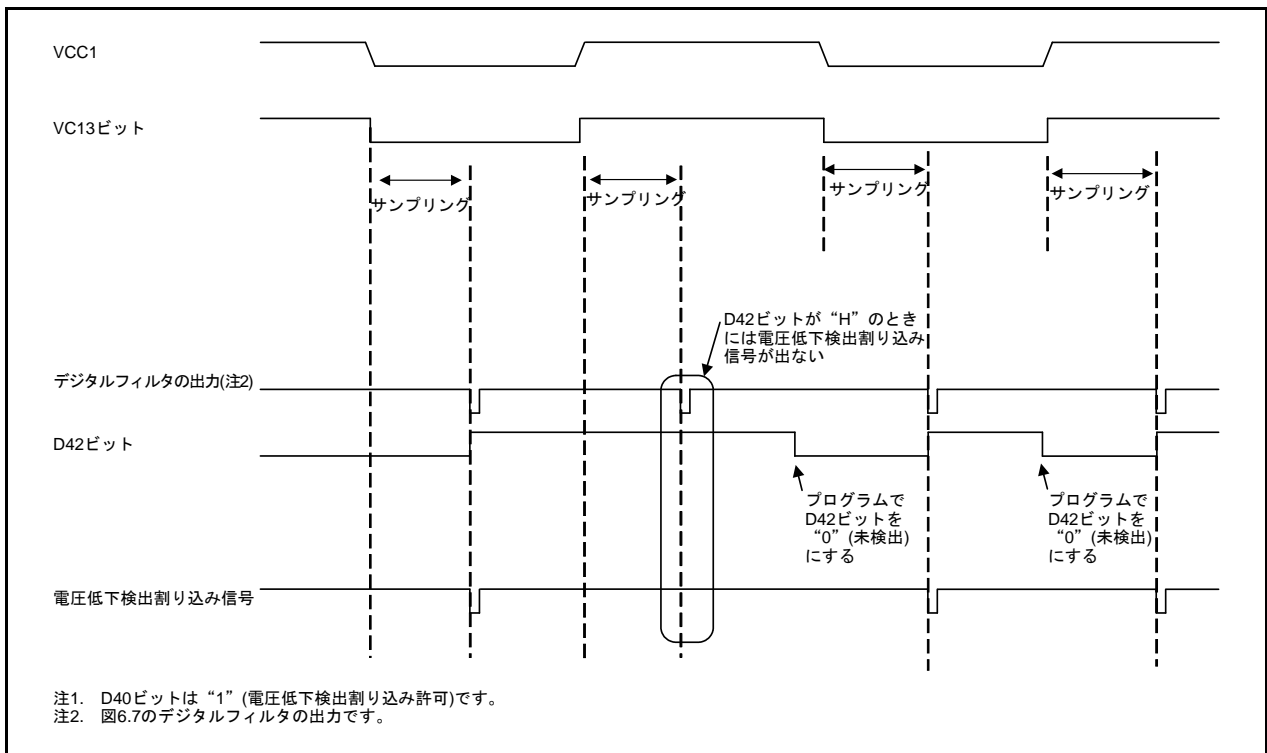 VCC1
VC13ビット
サンプリング
サンプリング
サンプリング
サンプリング
D42ビットが“H”のとき
には電圧低下検出割り込み
信号が出ない
デジタルフィルタの出力(注2)
D42ビット
プログラムで
D42ビットを
“0”(未検出)
にする
プログラムで
D42ビットを
“0”(未検出)
にする
電圧低下検出割り込み信号
注1. D40ビットは“1”(電圧低下検出割り込み許可)です。
注2. 図6.7のデジタルフィルタの出力です。